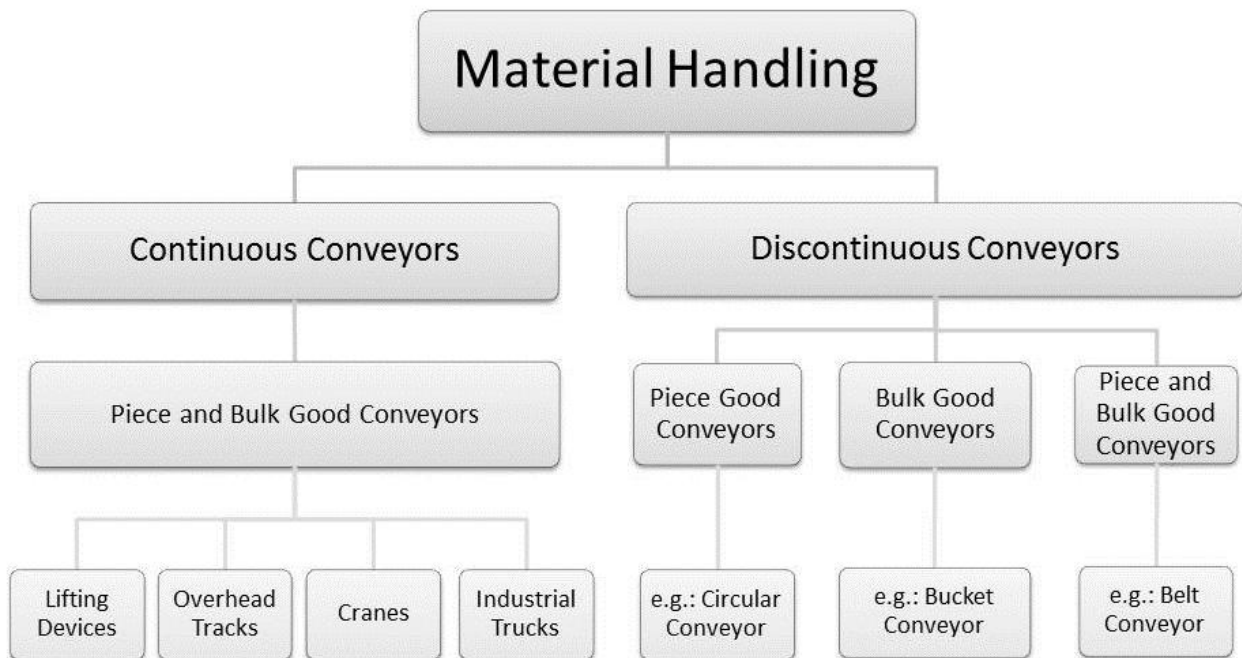 Material Handling
Continuous Conveyors
Discontinuous Conveyors
Piece and Bulk Good Conveyors
Piece Good
Conveyors
Bulk Good
Conveyors
Piece and
Bulk Good
Conveyors
Lifting
Devices
Overhead
Tracks
Cranes
Industrial
Trucks
e.g.: Circular
Conveyor
e.g.: Bucket
Conveyor
e.g.: Belt
Conveyor